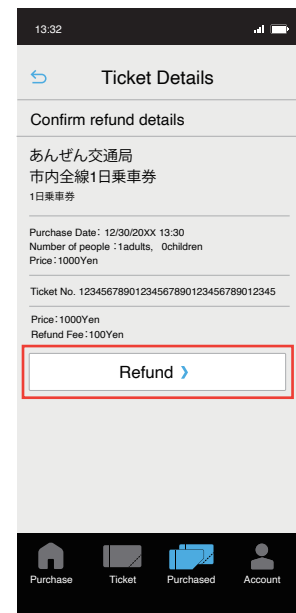 13:32
Ticket Details
Confirm refund details
あんぜん交通局
市内全線1日乗車券
1日乗車券
Purchase Date：12/30/20XX 13:30
Number of people：1adults,　0children
Price：1000Yen
Ticket No. 12345678901234567890123456789012345
Price：1000Yen
Refund Fee：100Yen
Refund 》
Purchase
Ticket
Purchased
Account